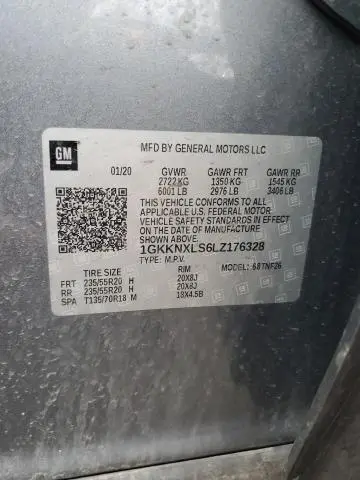 GM
MFD BY GENERAL MOTORS LLC
01/20 GVWR GAWR FRT GAWR RR
2722 KG 1350 KG 1545 KG
6001 LB 2976 LB 3406 LB
THIS VEHICLE CONFORMS TO ALL
APPLICABLE U.S. FEDERAL MOTOR
VEHICLE SAFETY STANDARDS IN EFFECT
ON THE DATE OF MANUFACTURE SHOWN ABOVE.
1GKKNXLS6LZ176328
TYPE: M.P.V. MODEL: 6BTNF26
TIRE SIZE RIM
FRT 235/55R20 H 20X8J
RR 235/55R20 H 20X8J
SPA T135/70R18 M 18X4.5B